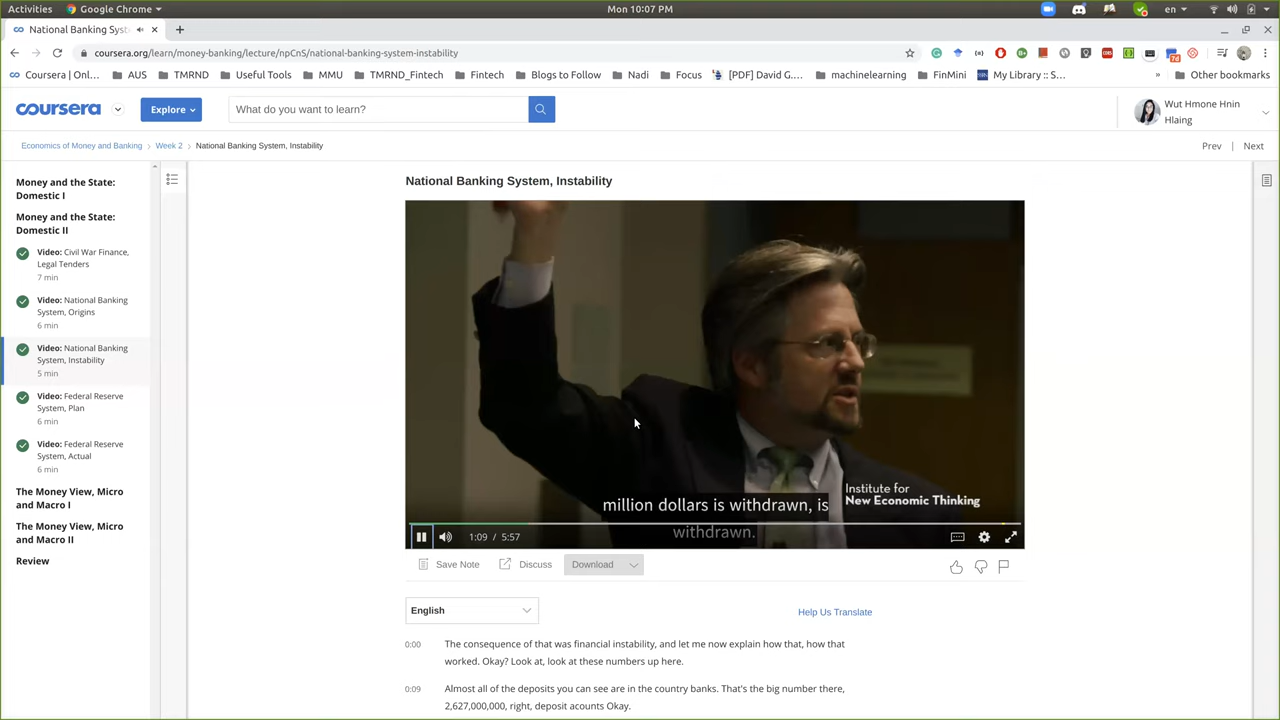 Activities
Google Chrome
Mon 10:07 PM
en
National Banking Syst
coursera.org/learn/money-banking/lecture/npCnS/national-banking-system-instability
Coursera | Onl…
AUS
TMRND
Useful Tools
MMU
TMRND_Fintech
Fintech
Blogs to Follow
Nadi
Focus
[PDF] David G.…
machinelearning
FinMini
My Library :: S…
»
Other bookmarks
coursera
Explore
What do you want to learn?
Wut Hmone Hnin
Hlaing
Economics of Money and Banking > Week 2 > National Banking System, Instability
Prev | Next
Money and the State:
Domestic I
Money and the State:
Domestic II
Video: Civil War Finance,
Legal Tenders
7 min
Video: National Banking
System, Origins
6 min
Video: National Banking
System, Instability
5 min
Video: Federal Reserve
System, Plan
6 min
Video: Federal Reserve
System, Actual
6 min
The Money View, Micro
and Macro I
The Money View, Micro
and Macro II
Review
National Banking System, Instability
Institute for
New Economic Thinking
million dollars is withdrawn, is
withdrawn.
1:09 / 5:57
Save Note
Discuss
Download
English
Help Us Translate
0:00
The consequence of that was financial instability, and let me now explain how that, how that
worked. Okay? Look at, look at these numbers up here.
0:09
Almost all of the deposits you can see are in the country banks. That's the big number there,
2,627,000,000, right, deposit acounts Okay.